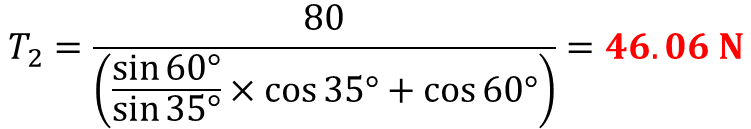 T₂ = 80 / (sin 60° / sin 35° × cos 35° + cos 60°) = 46.06 N